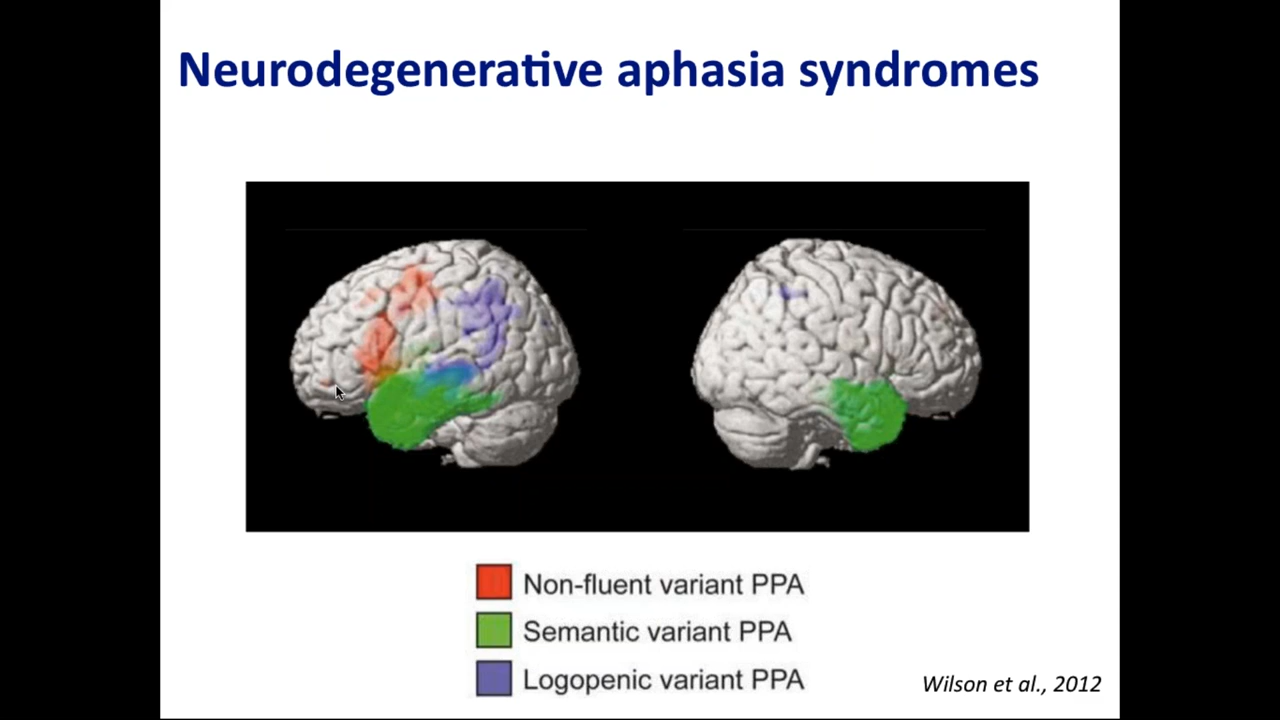 Neurodegenerative aphasia syndromes
Non-fluent variant PPA
Semantic variant PPA
Logopenic variant PPA
Wilson et al., 2012